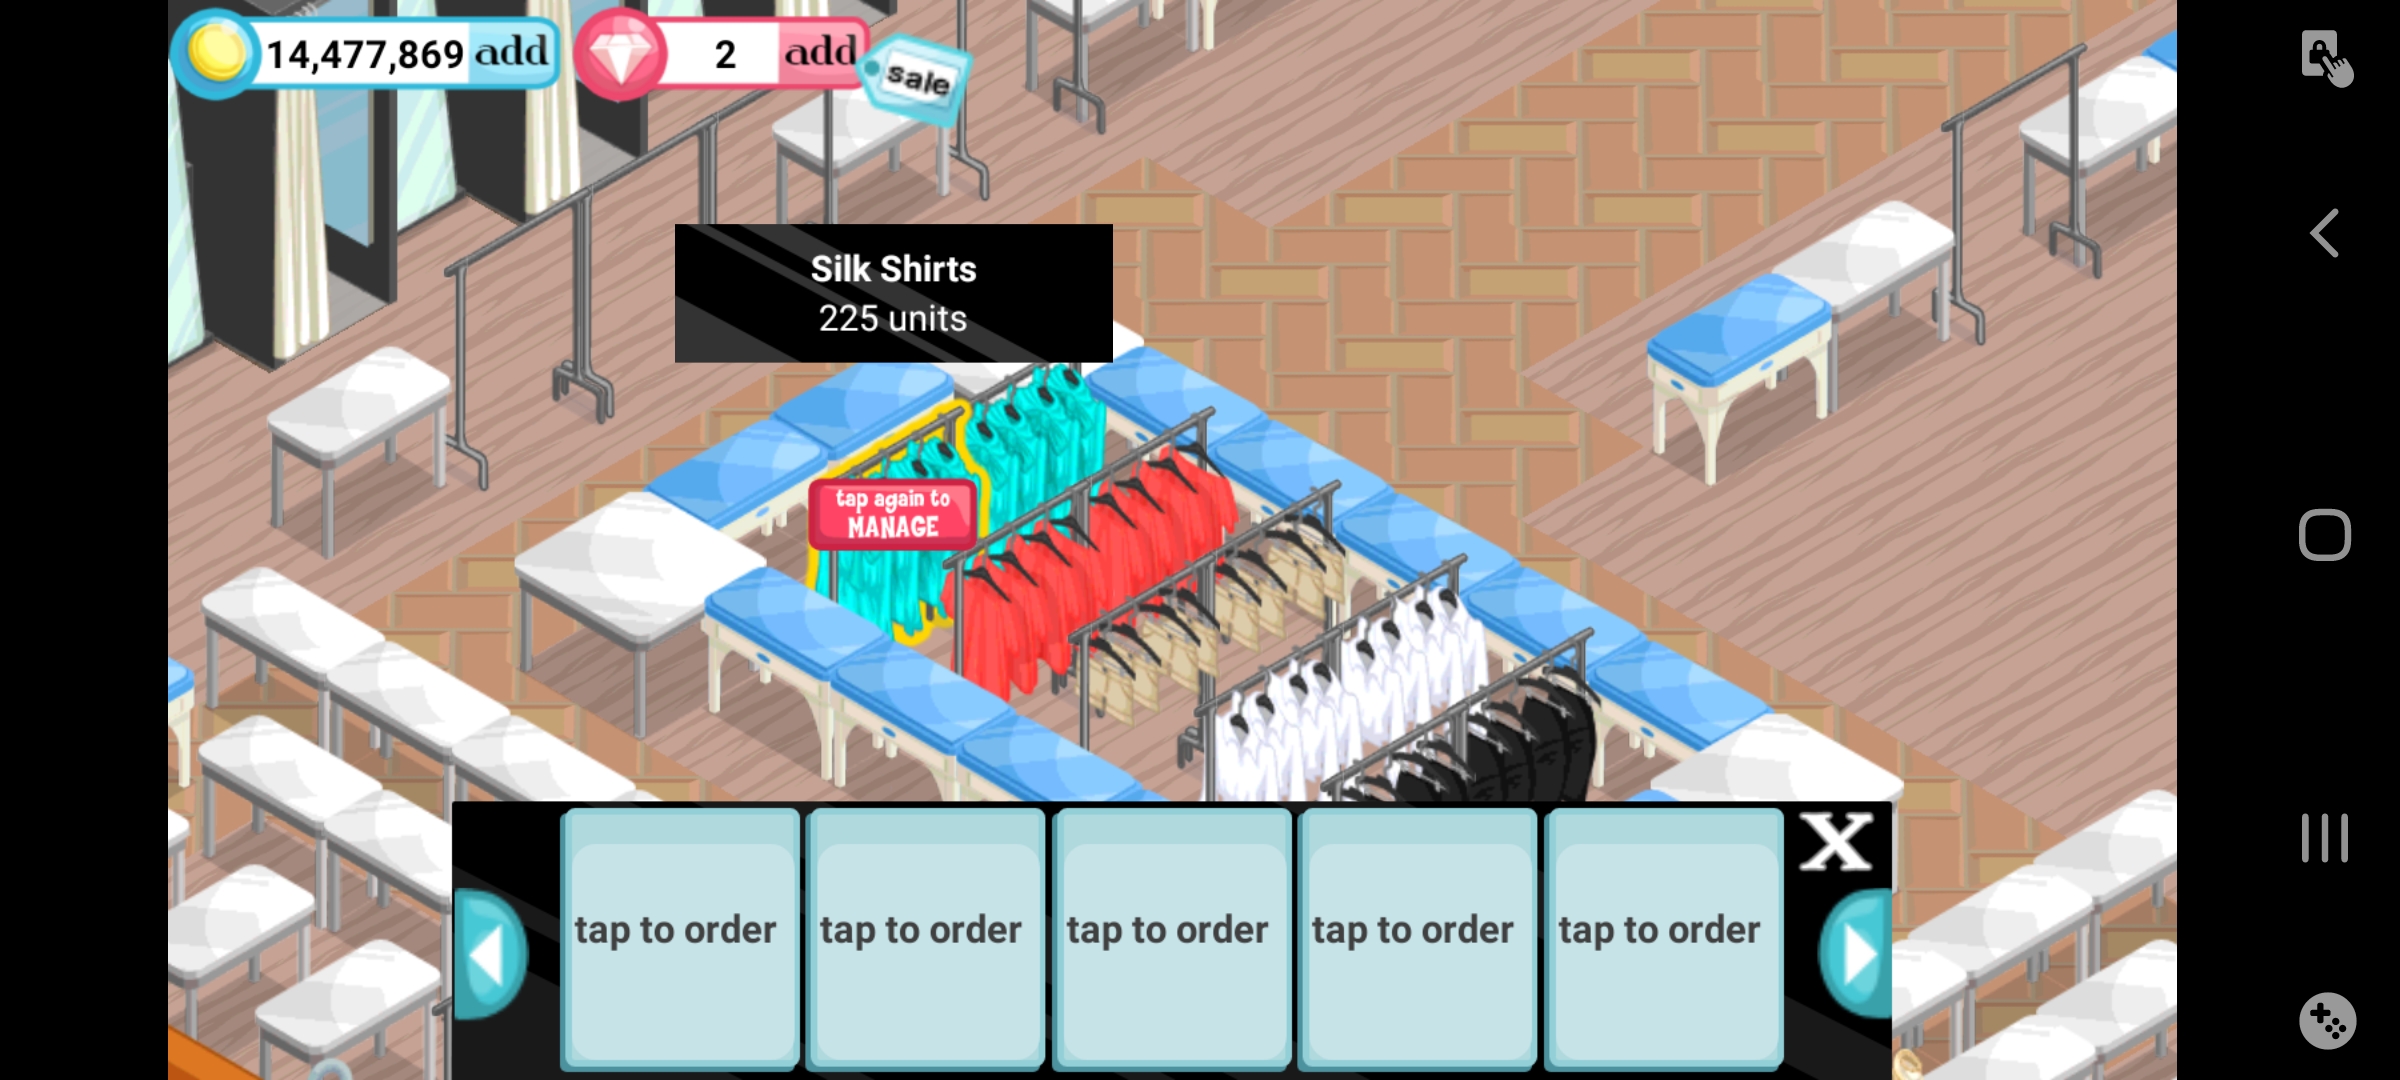 14,477,869 add
2 add
sale
Silk Shirts
225 units
tap again to
MANAGE
X
tap to order
tap to order
tap to order
tap to order
tap to order